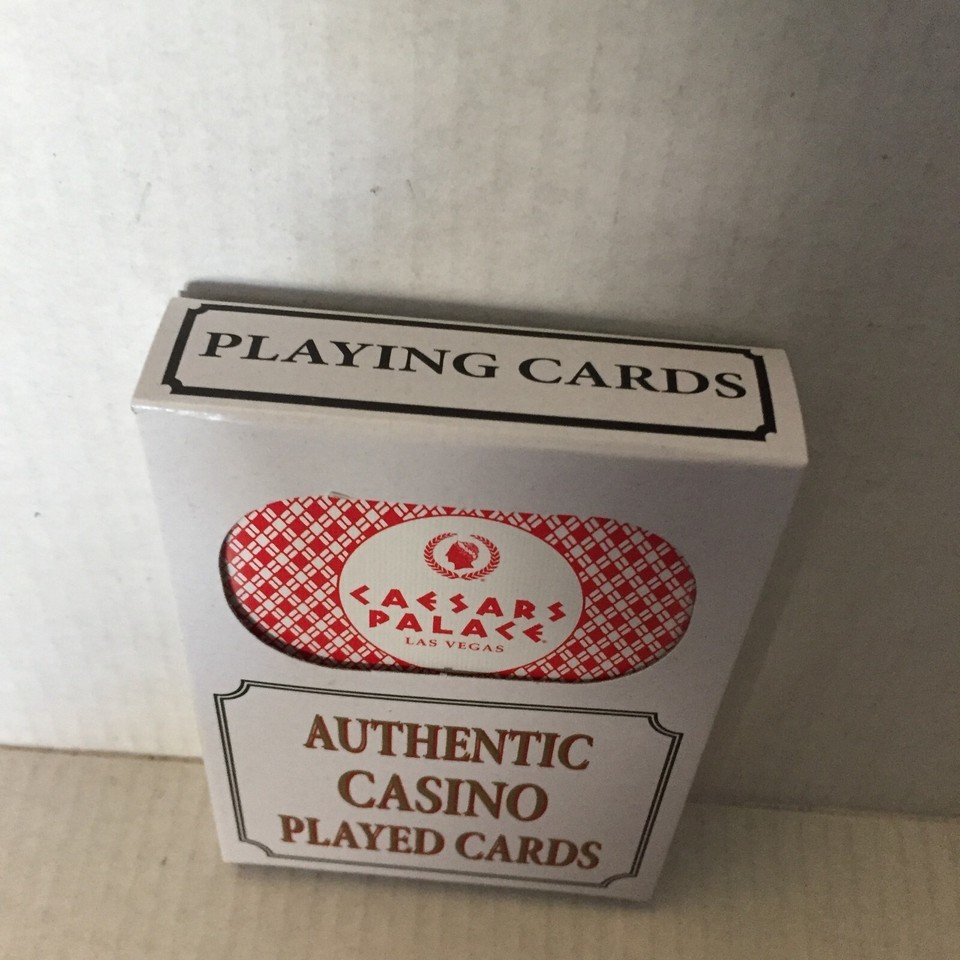 PLAYING CARDS
CAESARS
PALACE
LAS VEGAS
AUTHENTIC
CASINO
PLAYED CARDS